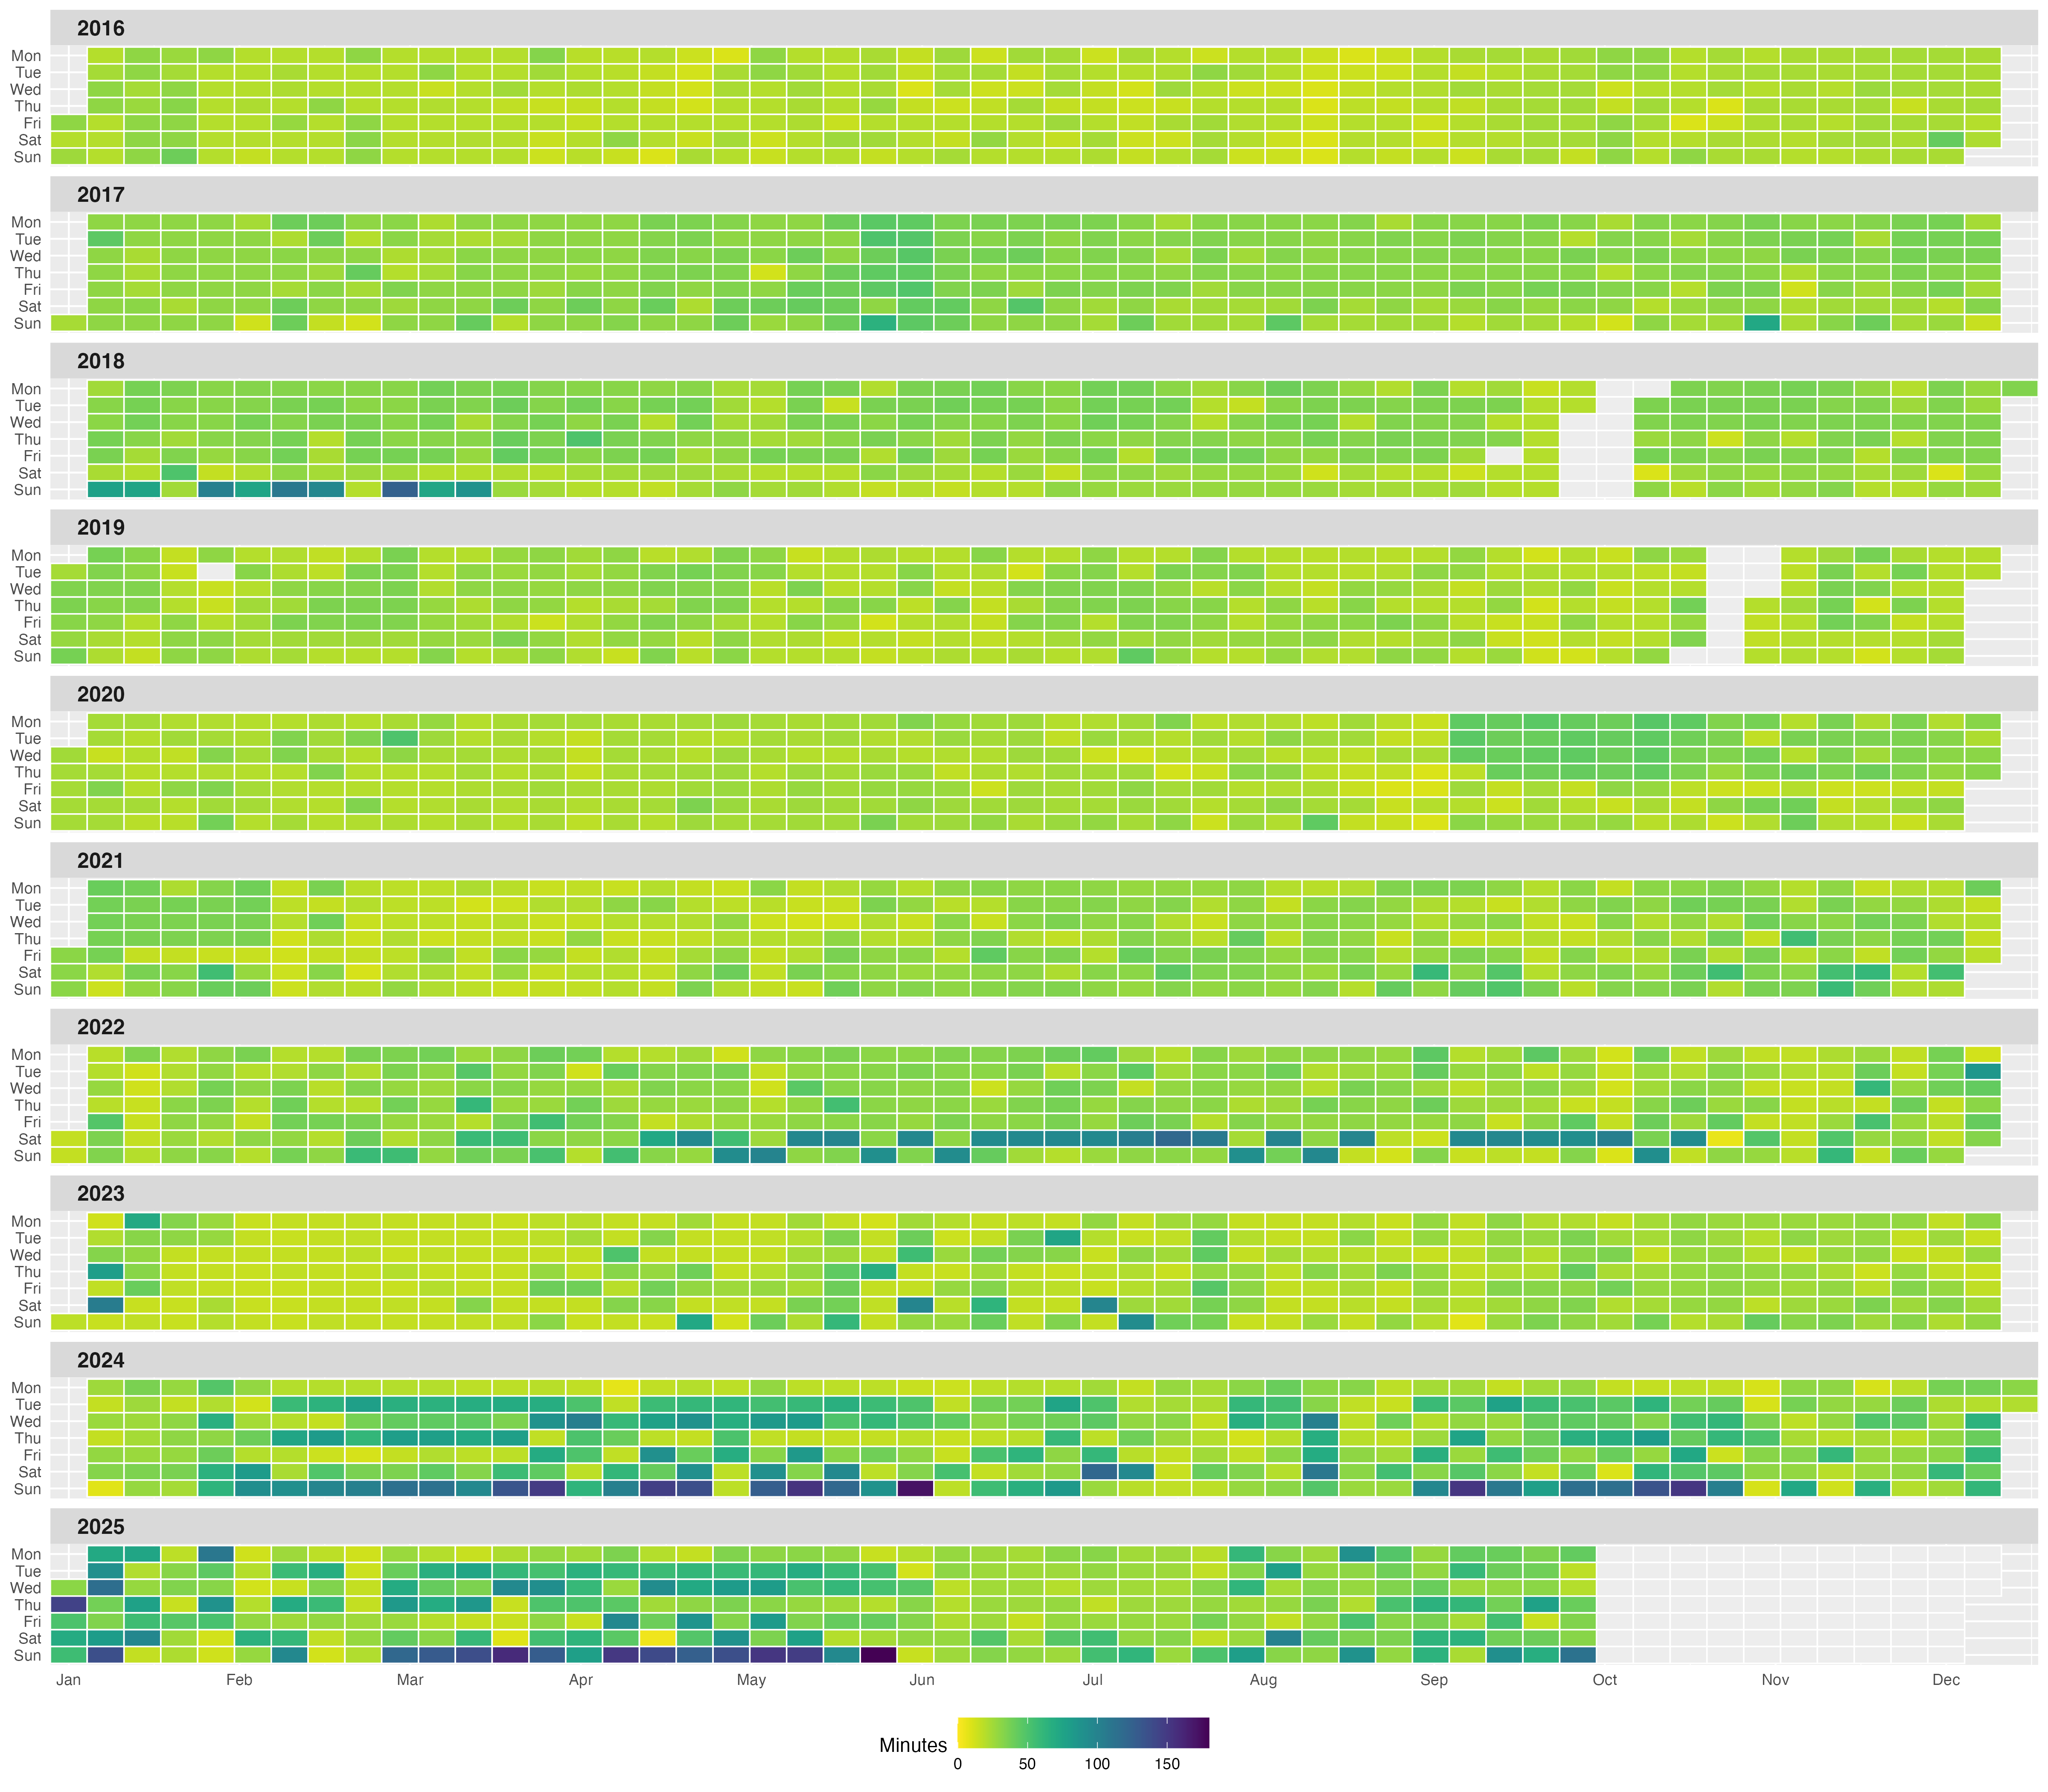 2016
Mon
Tue
Wed
Thu
Fri
Sat
Sun
2017
Mon
Tue
Wed
Thu
Fri
Sat
Sun
2018
Mon
Tue
Wed
Thu
Fri
Sat
Sun
2019
Mon
Tue
Wed
Thu
Fri
Sat
Sun
2020
Mon
Tue
Wed
Thu
Fri
Sat
Sun
2021
Mon
Tue
Wed
Thu
Fri
Sat
Sun
2022
Mon
Tue
Wed
Thu
Fri
Sat
Sun
2023
Mon
Tue
Wed
Thu
Fri
Sat
Sun
2024
Mon
Tue
Wed
Thu
Fri
Sat
Sun
2025
Mon
Tue
Wed
Thu
Fri
Sat
Sun
Jan Feb Mar Apr May Jun Jul Aug Sep Oct Nov Dec
Minutes
0 50 100 150